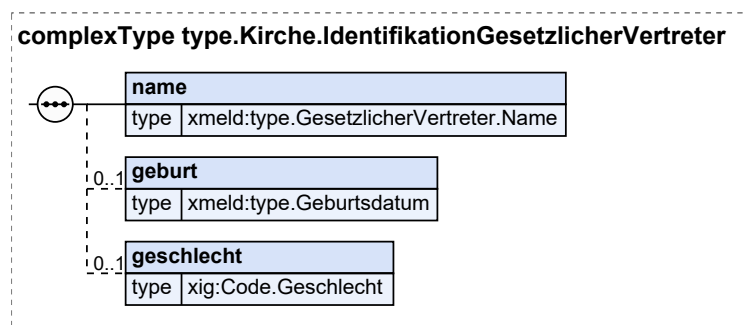 complexType type.Kirche.IdentifikationGesetzlicherVertreter
name
type xmeld:type.GesetzlicherVertreter.Name
0..1 geburt
type xmeld:type.Geburtsdatum
0..1 geschlecht
type xig:Code.Geschlecht